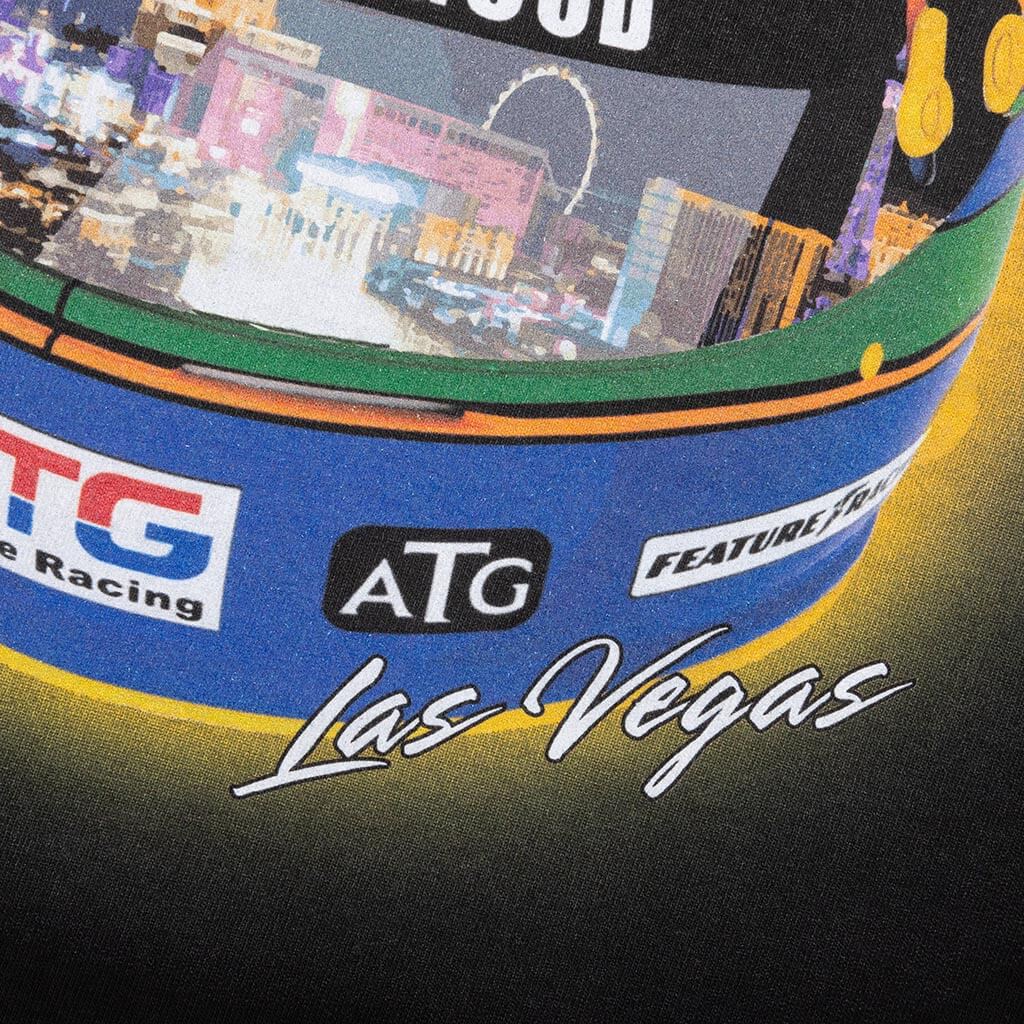 TG
e Racing
ATG
FEATURE
Las Vegas